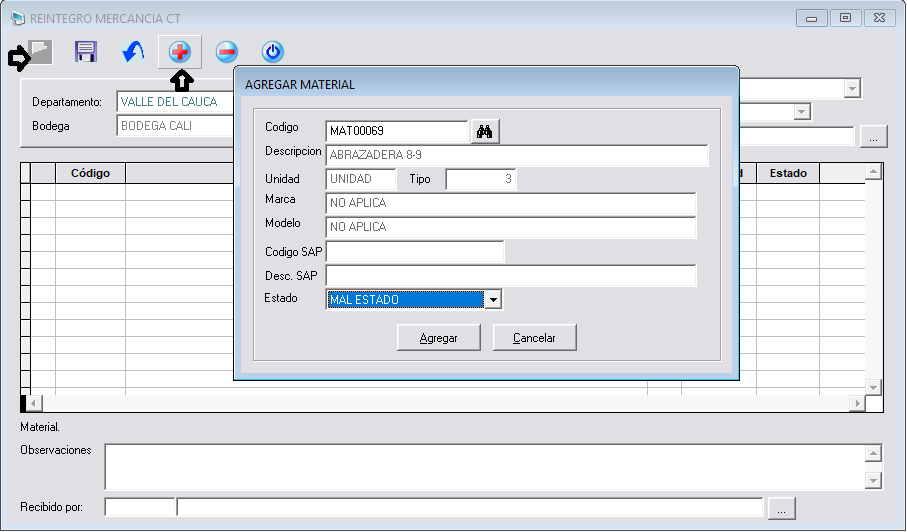 REINTEGRO MERCANCIA CT
Departamento: VALLE DEL CAUCA
Bodega BODEGA CALI
...
Código Estado
AGREGAR MATERIAL
Codigo MAT00069
Descripcion ABRAZADERA 8-9
Unidad UNIDAD Tipo 3
Marca NO APLICA
Modelo NO APLICA
Codigo SAP
Desc. SAP
Estado MAL ESTADO
Agregar Cancelar
Material.
Observaciones
Recibido por: ...